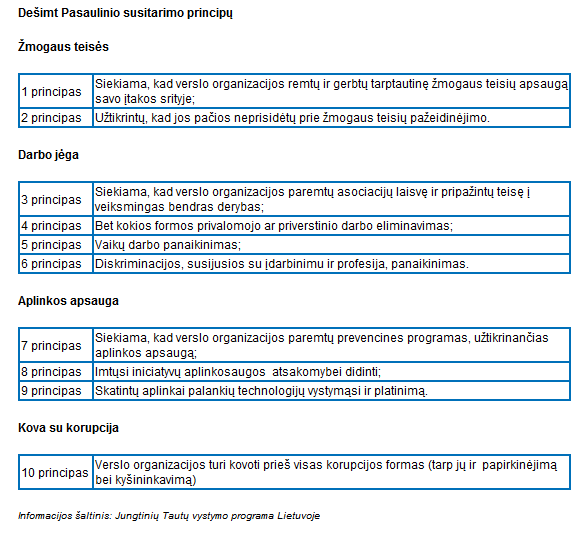 Dešimt Pasaulinio susitarimo principų
Žmogaus teisės
1 principas
Siekiama, kad verslo organizacijos remtų ir gerbtų tarptautinę žmogaus teisių apsaugą
savo įtakos srityje;
2 principas
Užtikrintų, kad jos pačios neprisidėtų prie žmogaus teisių pažeidinėjimo.
Darbo jėga
3 principas
Siekiama, kad verslo organizacijos paremtų asociacijų laisvę ir pripažintų teisę į
veiksmingas bendras derybas;
4 principas
Bet kokios formos privalomojo ar priverstinio darbo eliminavimas;
5 principas
Vaikų darbo panaikinimas;
6 principas
Diskriminacijos, susijusios su įdarbinimu ir profesija, panaikinimas.
Aplinkos apsauga
7 principas
Siekiama, kad verslo organizacijos paremtų prevencines programas, užtikrinančias
aplinkos apsaugą;
8 principas
Imtųsi iniciatyvų aplinkosaugos atsakomybei didinti;
9 principas
Skatintų aplinkai palankių technologijų vystymąsi ir platinimą.
Kova su korupcija
10 principas
Verslo organizacijos turi kovoti prieš visas korupcijos formas (tarp jų ir papirkinėjimą
bei kyšininkavimą)
Informacijos šaltinis: Jungtinių Tautų vystymo programa Lietuvoje